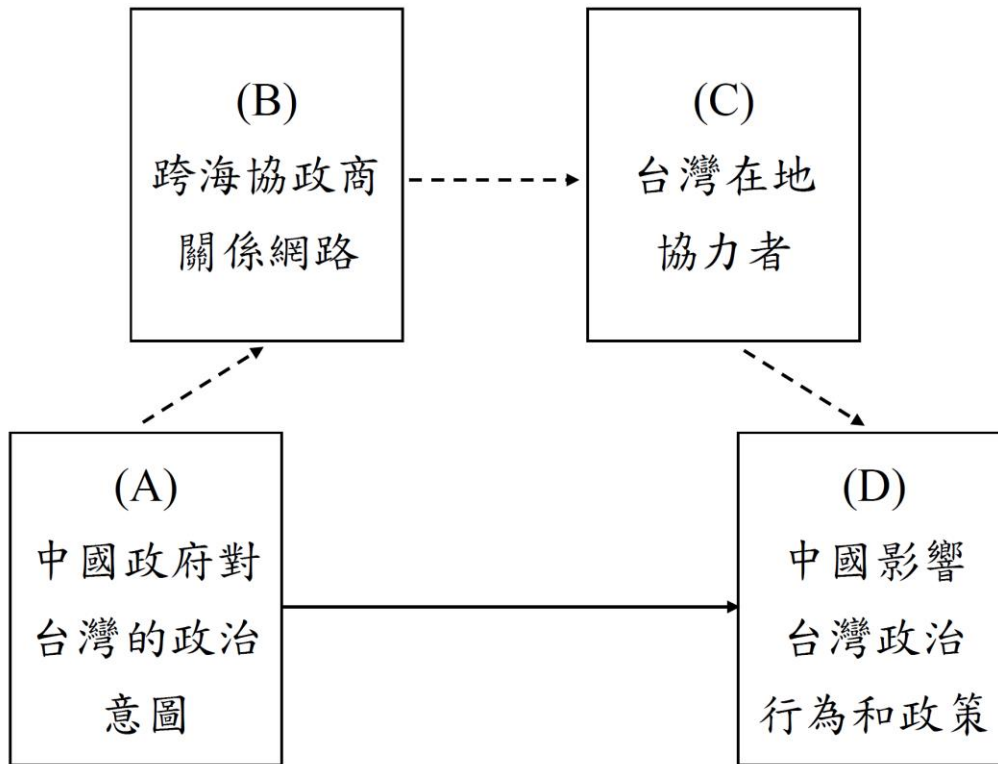 (B)
跨海協政商
關係網路
(C)
台灣在地
協力者
(A)
中國政府對
台灣的政治
意圖
(D)
中國影響
台灣政治
行為和政策